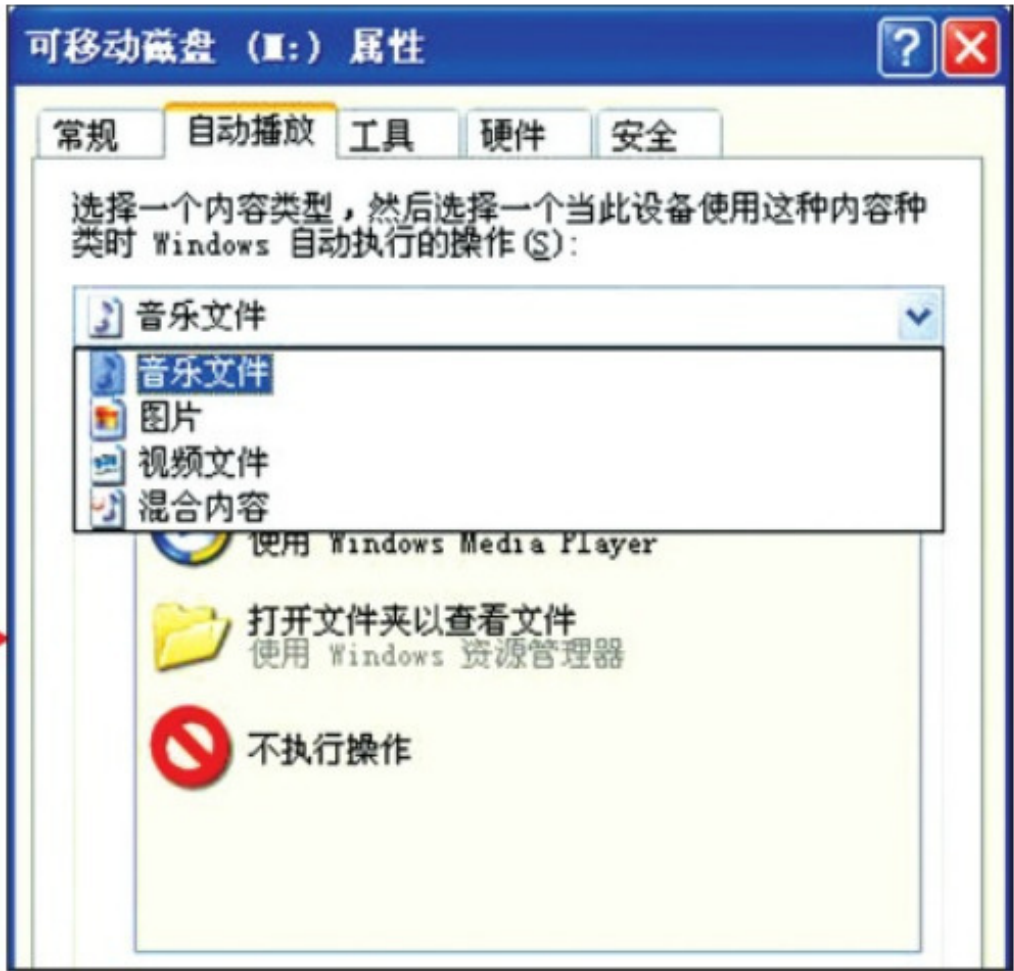 可移动磁盘 (M:) 属性
常规 自动播放 工具 硬件 安全
选择一个内容类型，然后选择一个当此设备使用这种内容种
类时 Windows 自动执行的操作(S):
音乐文件
音乐文件
图片
视频文件
混合内容
使用 Windows Media Player
打开文件夹以查看文件
使用 Windows 资源管理器
不执行操作